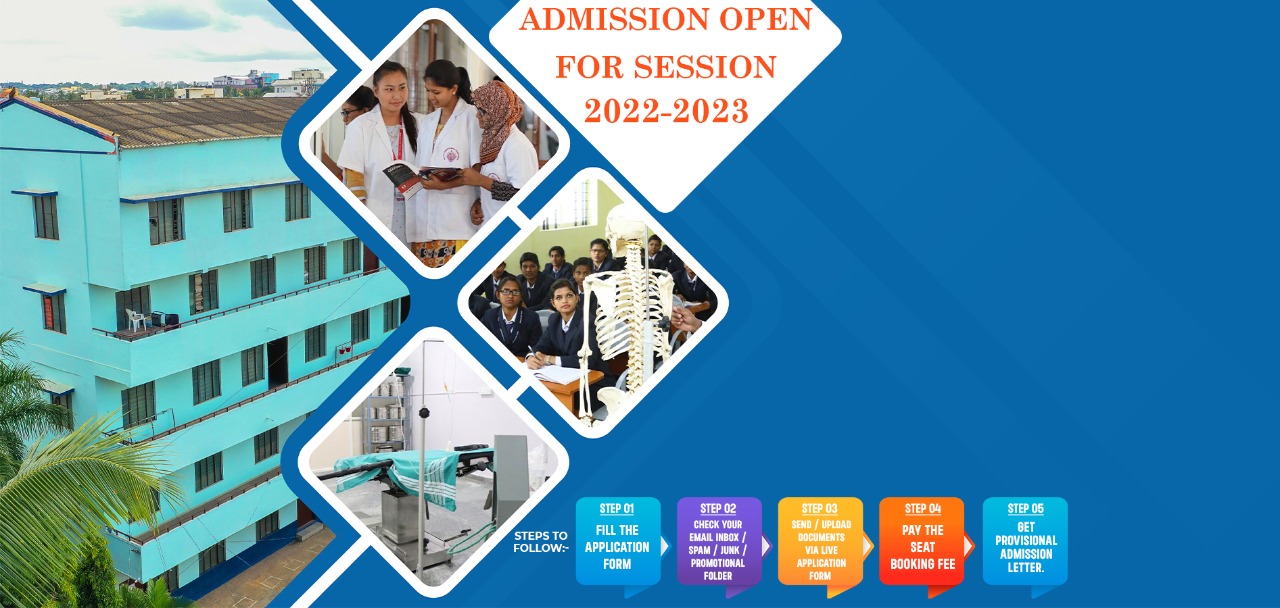 ADMISSION OPEN
FOR SESSION
2022-2023
STEPS TO
FOLLOW:-
STEP 01
FILL THE
APPLICATION
FORM
STEP 02
CHECK YOUR
EMAIL INBOX /
SPAM / JUNK /
PROMOTIONAL
FOLDER
STEP 03
SEND / UPLOAD
DOCUMENTS
VIA LIVE
APPLICATION
FORM
STEP 04
PAY THE
SEAT
BOOKING FEE
STEP 05
GET
PROVISIONAL
ADMISSION
LETTER.